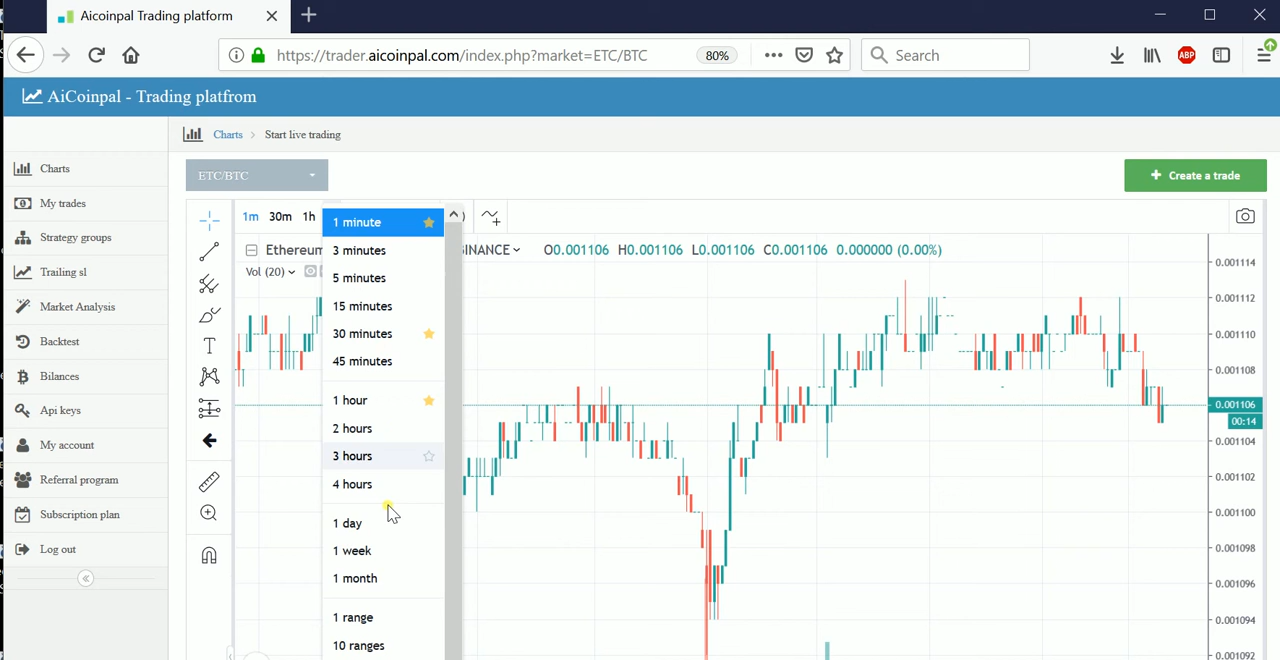 Aicoinpal Trading platform
https://trader.aicoinpal.com/index.php?market=ETC/BTC
80%
Search
ABP
AiCoinpal - Trading platfrom
Charts
Start live trading
Charts
My trades
Strategy groups
Trailing sl
Market Analysis
Backtest
Bilances
Api keys
My account
Referral program
Subscription plan
Log out
ETC/BTC
Create a trade
1m 30m 1h
Ethereum
BINANCE
O0.001106 H0.001106 L0.001106 C0.001106 0.000000 (0.00%)
Vol (20)
1 minute
3 minutes
5 minutes
15 minutes
30 minutes
45 minutes
1 hour
2 hours
3 hours
4 hours
1 day
1 week
1 month
1 range
10 ranges
0.001114
0.001112
0.001110
0.001108
0.001106
00:14
0.001104
0.001102
0.001100
0.001098
0.001096
0.001094
0.001092